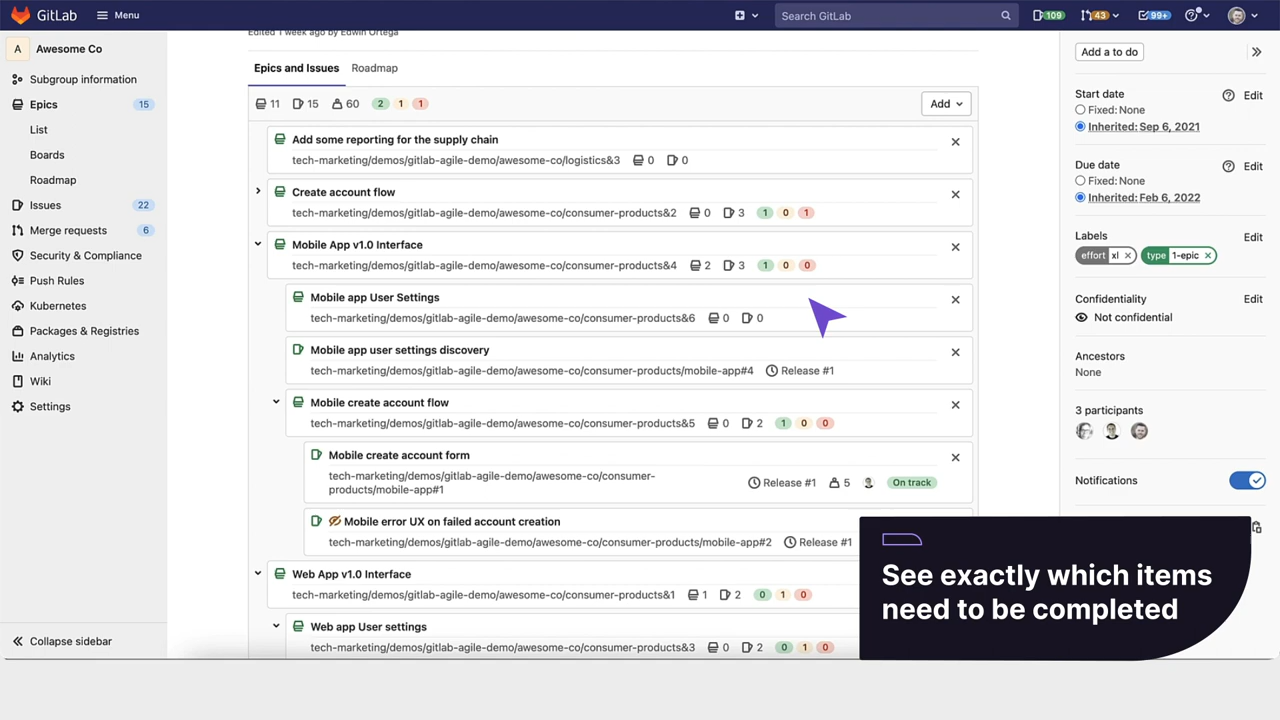 GitLab
Menu
Search GitLab
109
43
99+
A
Awesome Co
Subgroup information
Epics
15
List
Boards
Roadmap
Issues
22
Merge requests
6
Security & Compliance
Push Rules
Kubernetes
Packages & Registries
Analytics
Wiki
Settings
Collapse sidebar
Edited 1 week ago by Edwin Ortega
Epics and Issues
Roadmap
11 15 60 2 1 1
Add
Add some reporting for the supply chain
tech-marketing/demos/gitlab-agile-demo/awesome-co/logistics&3 0 0
Create account flow
tech-marketing/demos/gitlab-agile-demo/awesome-co/consumer-products&2 0 3 1 0 1
Mobile App v1.0 Interface
tech-marketing/demos/gitlab-agile-demo/awesome-co/consumer-products&4 2 3 1 0 0
Mobile app User Settings
tech-marketing/demos/gitlab-agile-demo/awesome-co/consumer-products&6 0 0
Mobile app user settings discovery
tech-marketing/demos/gitlab-agile-demo/awesome-co/consumer-products/mobile-app#4 Release #1
Mobile create account flow
tech-marketing/demos/gitlab-agile-demo/awesome-co/consumer-products&5 0 2 1 0 0
Mobile create account form
tech-marketing/demos/gitlab-agile-demo/awesome-co/consumer-
products/mobile-app#1 Release #1 5 On track
Mobile error UX on failed account creation
tech-marketing/demos/gitlab-agile-demo/awesome-co/consumer-products/mobile-app#2 Release #1
Web App v1.0 Interface
tech-marketing/demos/gitlab-agile-demo/awesome-co/consumer-products&1 1 2 0 1 0
Web app User settings
tech-marketing/demos/gitlab-agile-demo/awesome-co/consumer-products&3 0 2 0 1 0
Add a to do
Start date
Edit
Fixed: None
Inherited: Sep 6, 2021
Due date
Edit
Fixed: None
Inherited: Feb 6, 2022
Labels
Edit
effort xl
type 1-epic
Confidentiality
Edit
Not confidential
Ancestors
None
3 participants
Notifications
See exactly which items
need to be completed